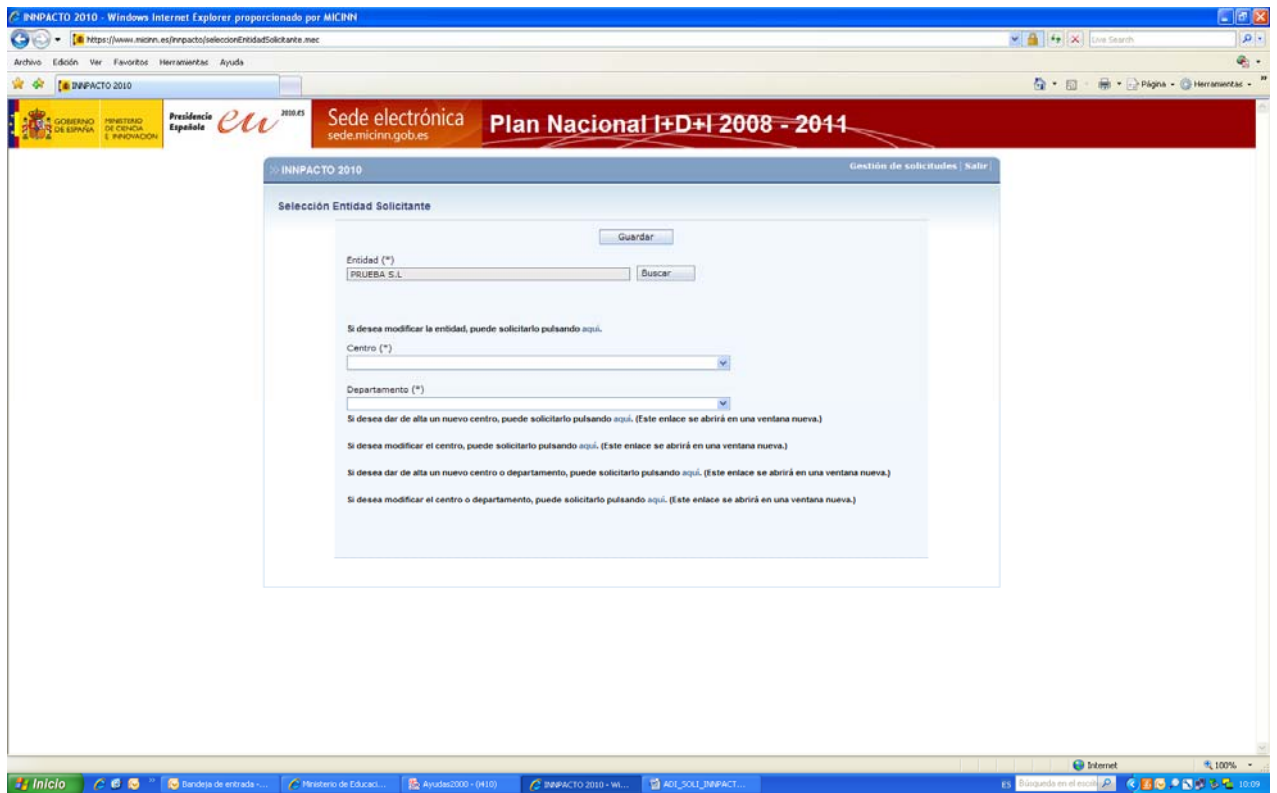 INNPACTO 2010 - Windows Internet Explorer proporcionado por MICINN
https://www.micinn.es/innpacto/seleccionEntidadSolicitante.mec
Live Search
Archivo Edición Ver Favoritos Herramientas Ayuda
INNPACTO 2010
Página Herramientas
GOBIERNO DE ESPAÑA
MINISTERIO DE CIENCIA E INNOVACIÓN
Presidencia Española
eu
2010.es
Sede electrónica
sede.micinn.gob.es
Plan Nacional I+D+I 2008 - 2011
INNPACTO 2010
Gestión de solicitudes | Salir |
Selección Entidad Solicitante
Guardar
Entidad (*)
PRUEBA S.L
Buscar
Si desea modificar la entidad, puede solicitarlo pulsando aquí.
Centro (*)
Departamento (*)
Si desea dar de alta un nuevo centro, puede solicitarlo pulsando aquí. (Este enlace se abrirá en una ventana nueva.)
Si desea modificar el centro, puede solicitarlo pulsando aquí. (Este enlace se abrirá en una ventana nueva.)
Si desea dar de alta un nuevo centro o departamento, puede solicitarlo pulsando aquí. (Este enlace se abrirá en una ventana nueva.)
Si desea modificar el centro o departamento, puede solicitarlo pulsando aquí. (Este enlace se abrirá en una ventana nueva.)
Internet
100%
Inicio
Bandeja de entrada -...
Ministerio de Educaci...
Ayudas2000 - (0410)
INNPACTO 2010 - Wi...
ADI_SOLI_INNPACT...
ES
Búsqueda en el escrit
10:09